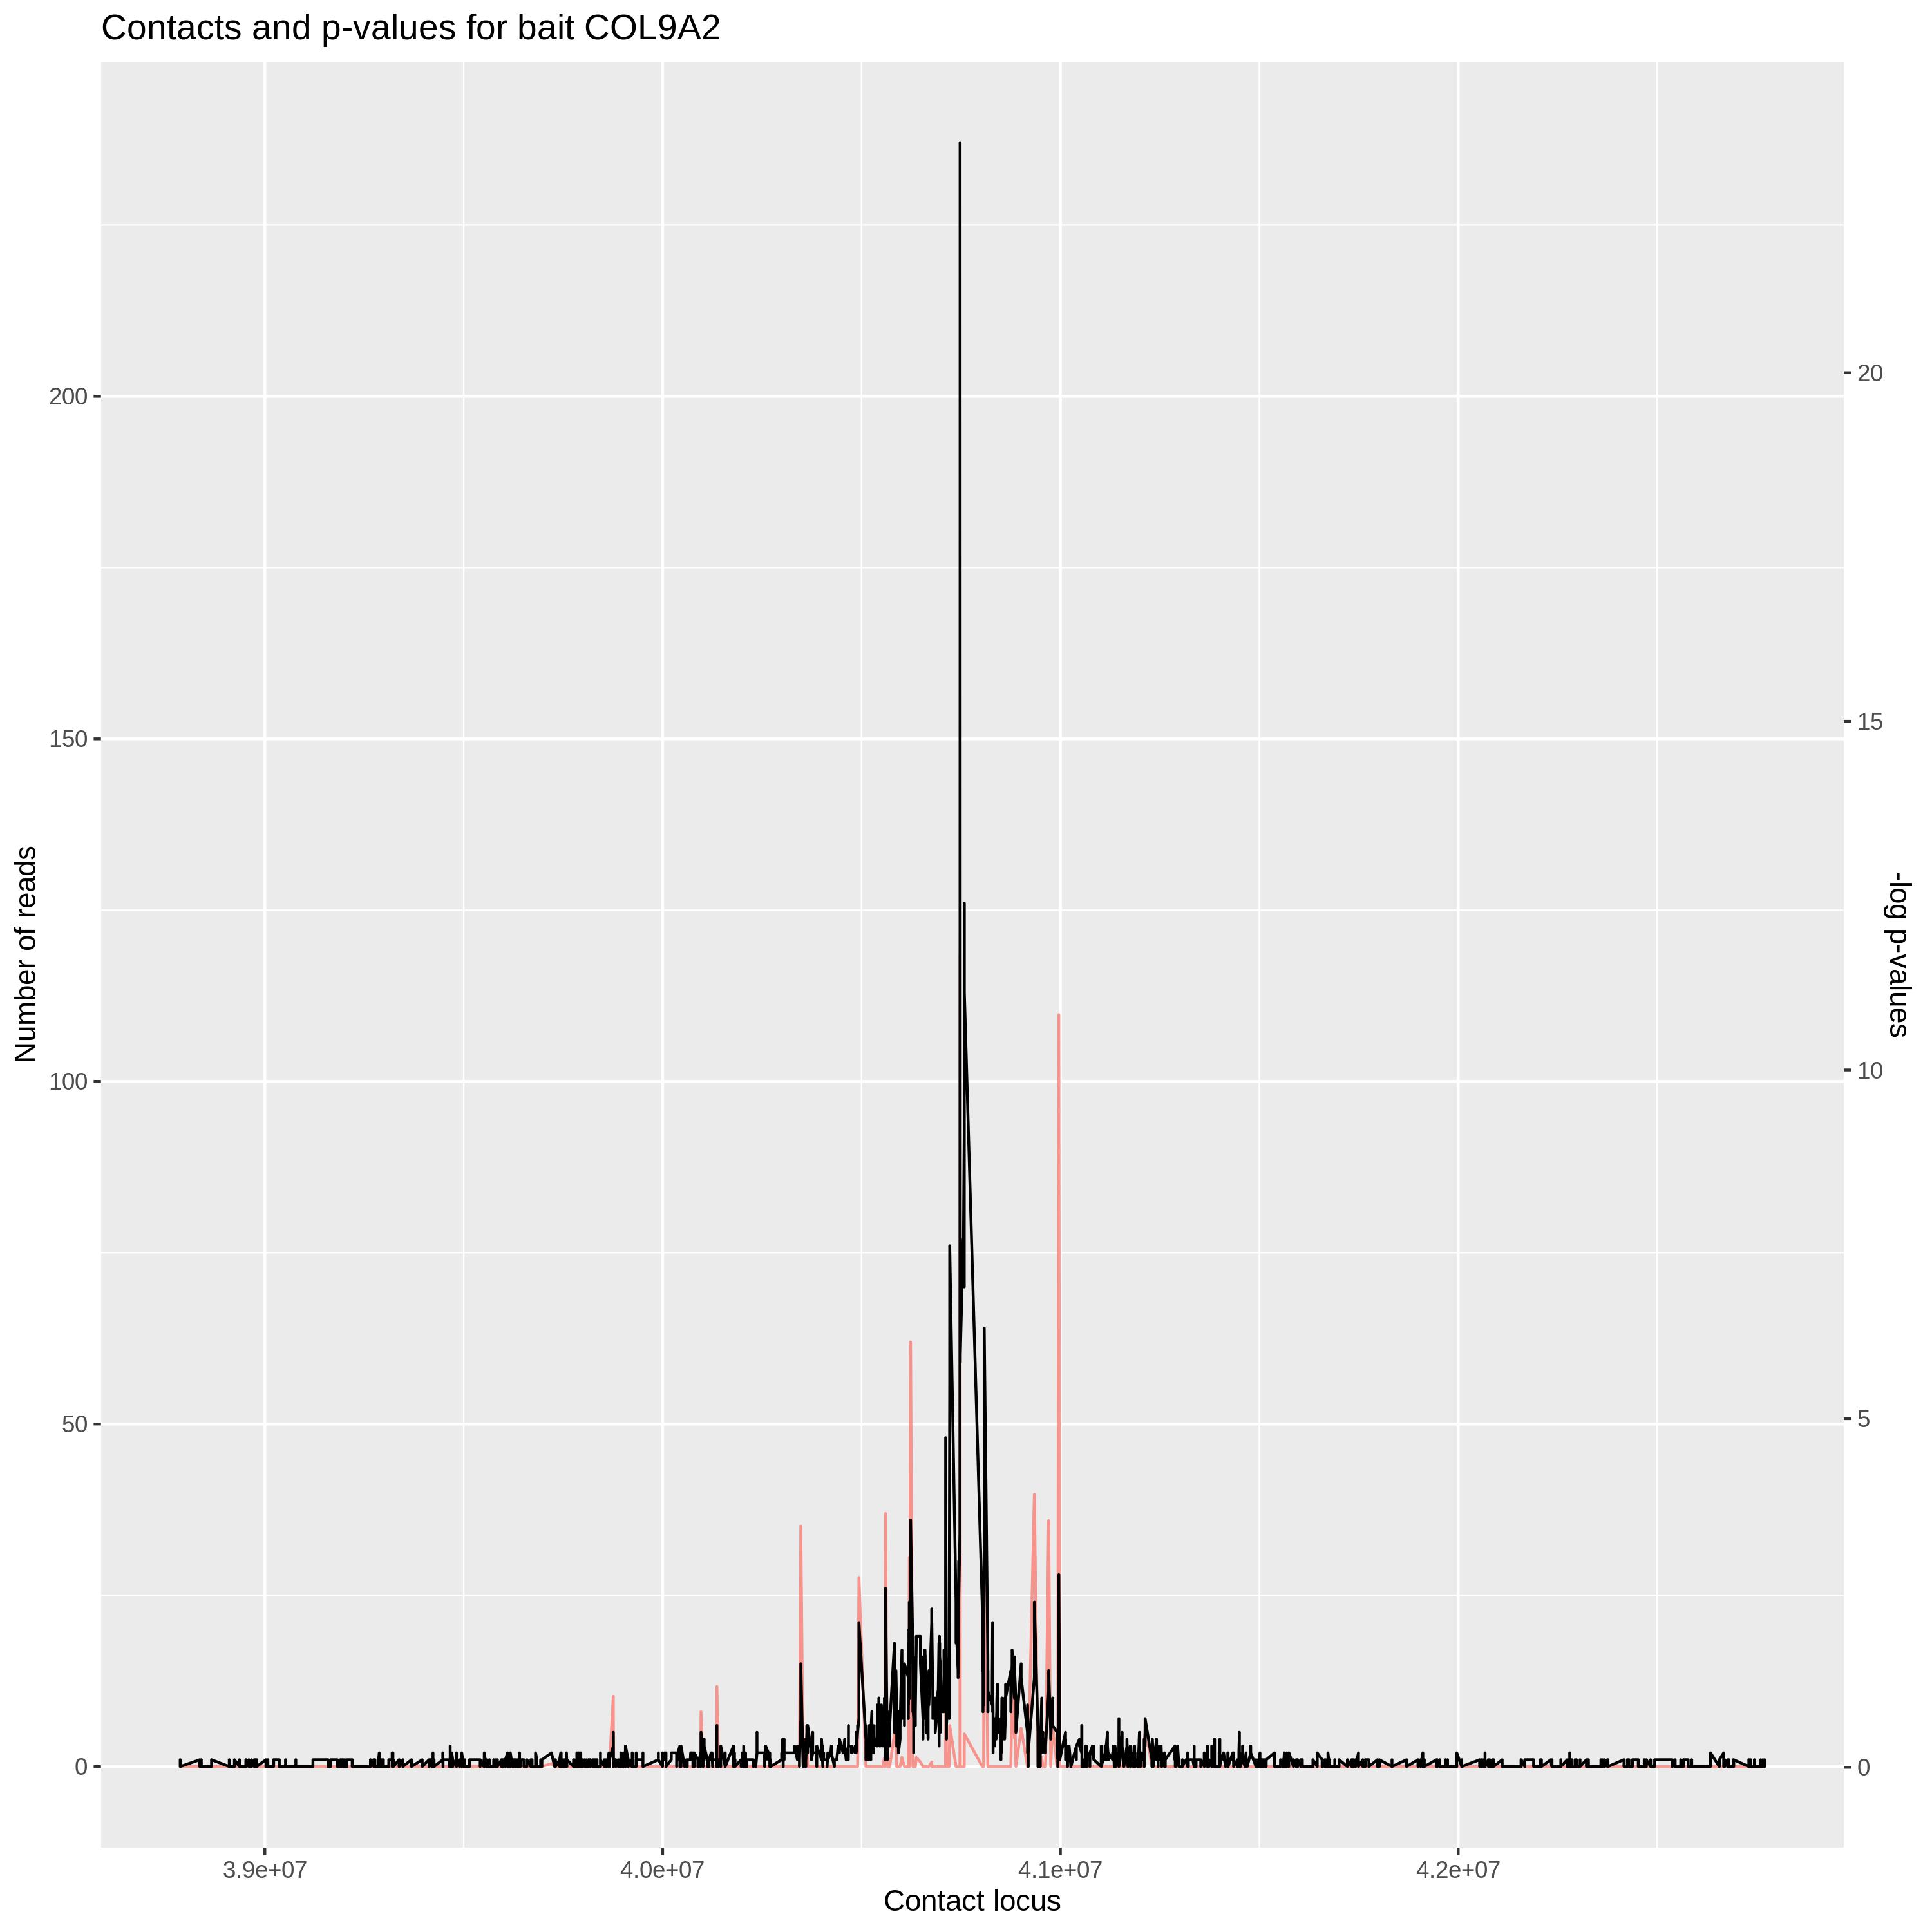 Contacts and p-values for bait COL9A2
Number of reads
200
150
100
50
0
20
15
10
5
0
-log p-values
3.9e+07
4.0e+07
4.1e+07
4.2e+07
Contact locus